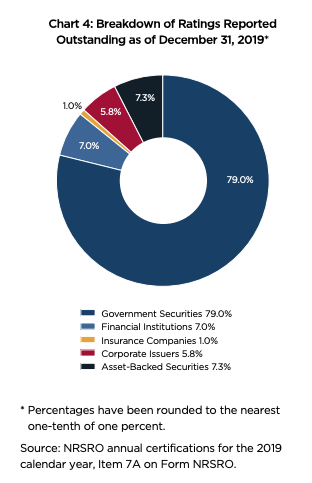 Chart 4: Breakdown of Ratings Reported
Outstanding as of December 31, 2019*
7.3%
1.0%
5.8%
7.0%
79.0%
Government Securities 79.0%
Financial Institutions 7.0%
Insurance Companies 1.0%
Corporate Issuers 5.8%
Asset-Backed Securities 7.3%
* Percentages have been rounded to the nearest
one-tenth of one percent.
Source: NRSRO annual certifications for the 2019
calendar year, Item 7A on Form NRSRO.